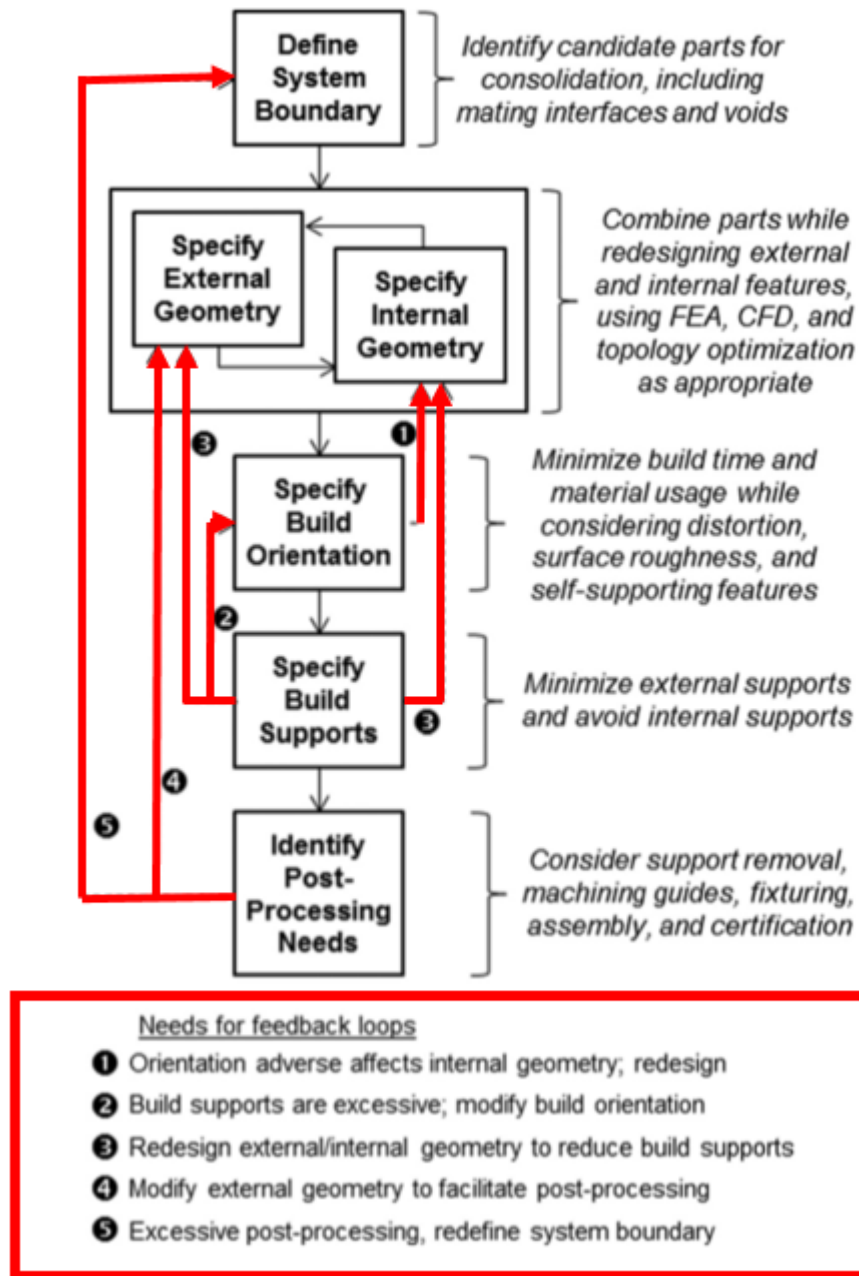 Define
System
Boundary
Identify candidate parts for
consolidation, including
mating interfaces and voids
Specify
External
Geometry
Specify
Internal
Geometry
Combine parts while
redesigning external
and internal features,
using FEA, CFD, and
topology optimization
as appropriate
❸
❶
Specify
Build
Orientation
Minimize build time and
material usage while
considering distortion,
surface roughness, and
self-supporting features
❷
Specify
Build
Supports
❸
Minimize external supports
and avoid internal supports
❹
❺
Identify
Post-
Processing
Needs
Consider support removal,
machining guides, fixturing,
assembly, and certification
Needs for feedback loops
❶ Orientation adverse affects internal geometry; redesign
❷ Build supports are excessive; modify build orientation
❸ Redesign external/internal geometry to reduce build supports
❹ Modify external geometry to facilitate post-processing
❺ Excessive post-processing, redefine system boundary